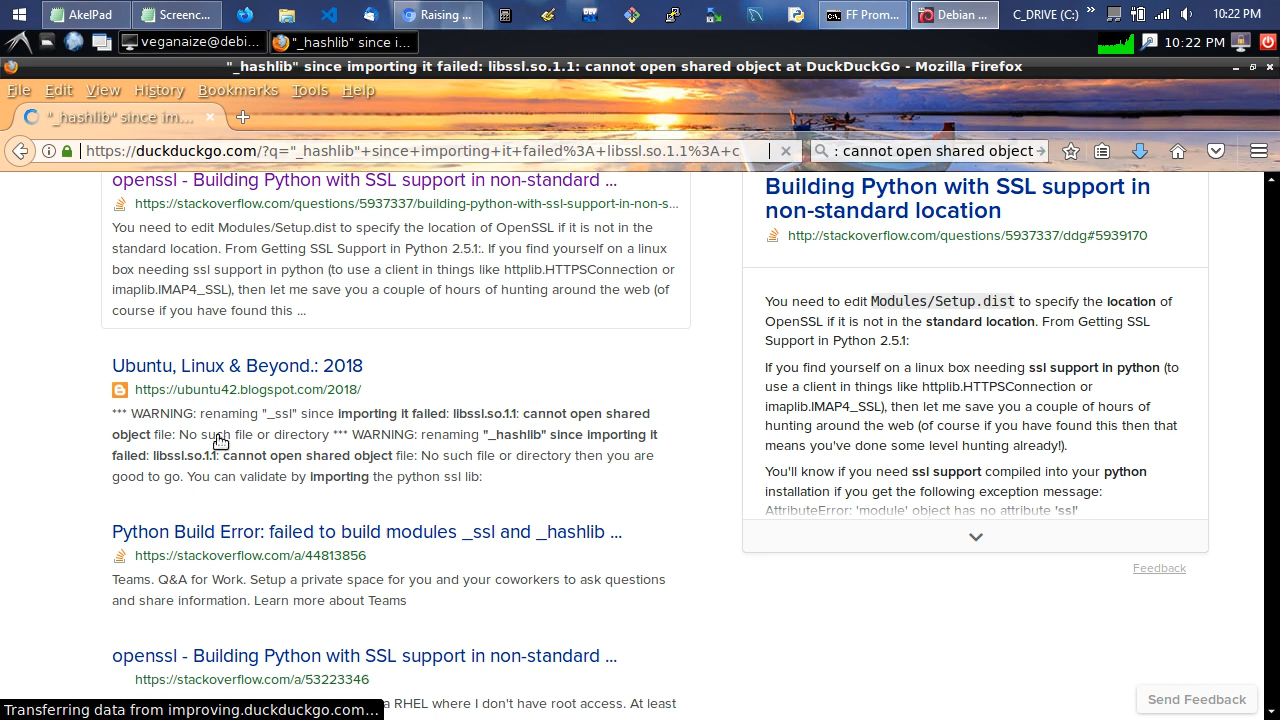 AkelPad
Screenc...
Raising ...
FF Prom...
Debian ...
C_DRIVE (C:)
10:22 PM
veganaize@debi...
"_hashlib" since i...
10:22 PM
"_hashlib" since importing it failed: libssl.so.1.1: cannot open shared object at DuckDuckGo - Mozilla Firefox
File Edit View History Bookmarks Tools Help
"_hashlib" since im...
https://duckduckgo.com/?q="_hashlib"+since+importing+it+failed%3A+libssl.so.1.1%3A+c
: cannot open shared object
openssl - Building Python with SSL support in non-standard ...
https://stackoverflow.com/questions/5937337/building-python-with-ssl-support-in-non-s...
You need to edit Modules/Setup.dist to specify the location of OpenSSL if it is not in the
standard location. From Getting SSL Support in Python 2.5.1:. If you find yourself on a linux
box needing ssl support in python (to use a client in things like httplib.HTTPSConnection or
imaplib.IMAP4_SSL), then let me save you a couple of hours of hunting around the web (of
course if you have found this ...
Ubuntu, Linux & Beyond.: 2018
https://ubuntu42.blogspot.com/2018/
*** WARNING: renaming "_ssl" since importing it failed: libssl.so.1.1: cannot open shared
object file: No such file or directory *** WARNING: renaming "_hashlib" since importing it
failed: libssl.so.1.1: cannot open shared object file: No such file or directory then you are
good to go. You can validate by importing the python ssl lib:
Python Build Error: failed to build modules _ssl and _hashlib ...
https://stackoverflow.com/a/44813856
Teams. Q&A for Work. Setup a private space for you and your coworkers to ask questions
and share information. Learn more about Teams
openssl - Building Python with SSL support in non-standard ...
https://stackoverflow.com/a/53223346
a RHEL where I don't have root access. At least
Transferring data from improving.duckduckgo.com...
Building Python with SSL support in
non-standard location
http://stackoverflow.com/questions/5937337/ddg#5939170
You need to edit Modules/Setup.dist to specify the location of
OpenSSL if it is not in the standard location. From Getting SSL
Support in Python 2.5.1:
If you find yourself on a linux box needing ssl support in python (to
use a client in things like httplib.HTTPSConnection or
imaplib.IMAP4_SSL), then let me save you a couple of hours of
hunting around the web (of course if you have found this then that
means you've done some level hunting already!).
You'll know if you need ssl support compiled into your python
installation if you get the following exception message:
AttributeError: 'module' object has no attribute 'ssl'
Feedback
Send Feedback